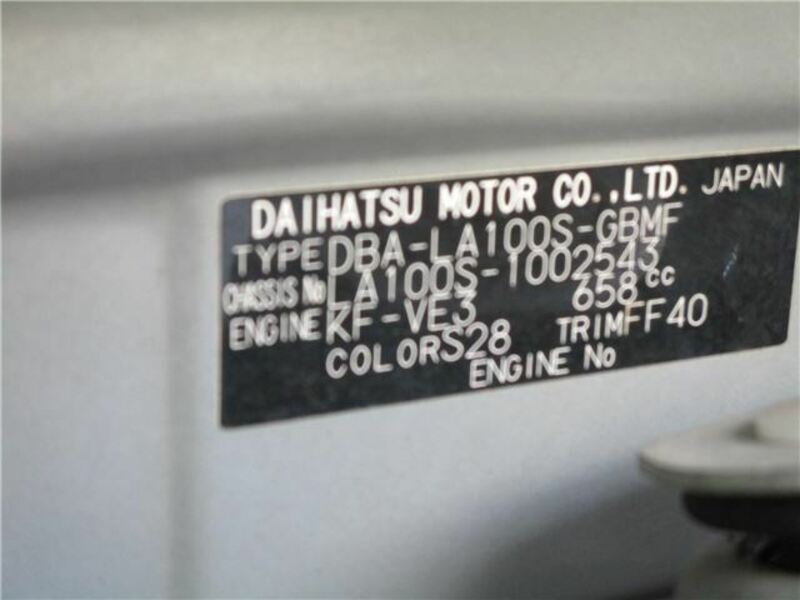 DAIHATSU MOTOR CO.,LTD. JAPAN
TYPE DBA-LA100S-GBMF
CHASSIS No LA100S-1002543
ENGINE KF-VE3 658cc
COLOR S28 TRIM FF40
ENGINE No